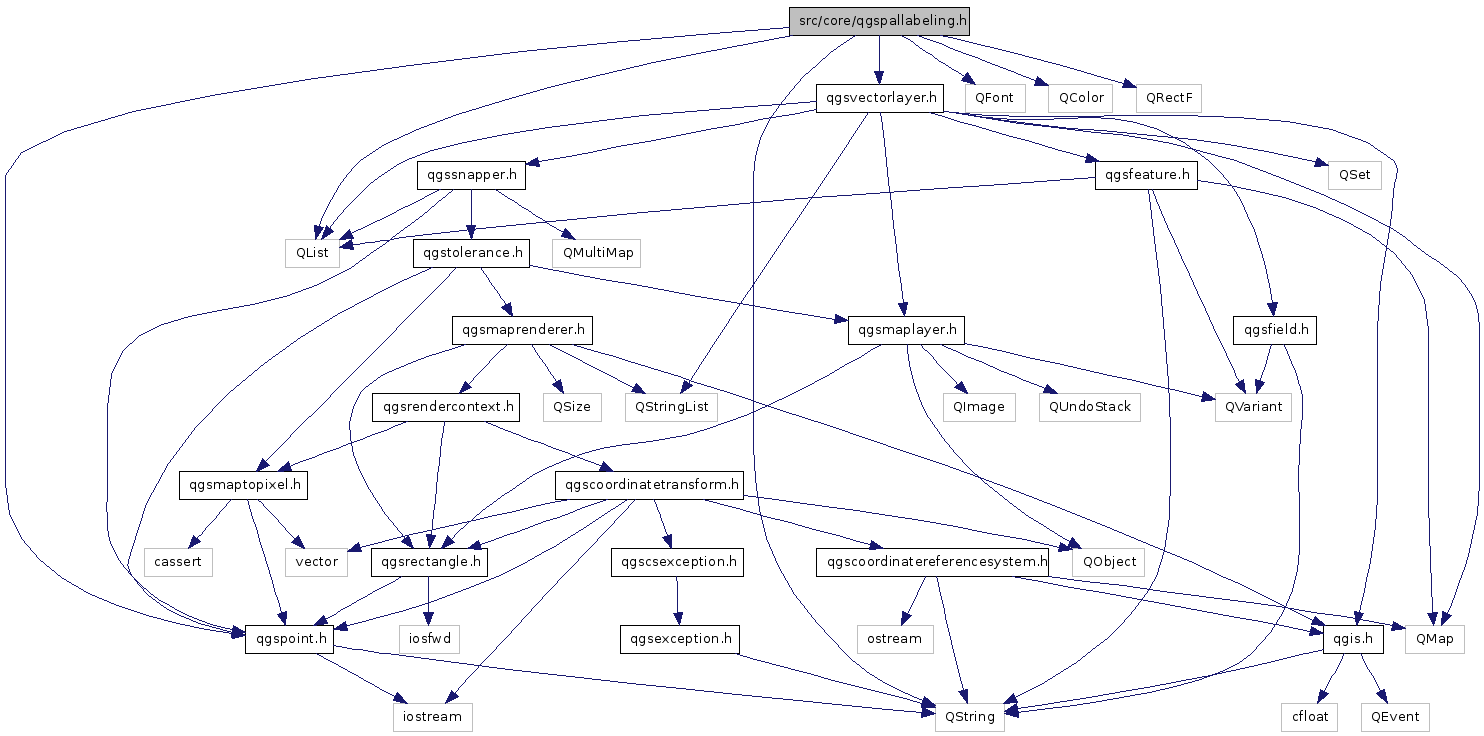 src/core/qgspallabeling.h
qgsvectorlayer.h
QFont
QColor
QRectF
qgssnapper.h
qgsfeature.h
QSet
QList
qgstolerance.h
QMultiMap
qgsmaprenderer.h
qgsmaplayer.h
qgsfield.h
qgsrendercontext.h
QSize
QStringList
QImage
QUndoStack
QVariant
qgsmaptopixel.h
qgscoordinatetransform.h
cassert
vector
qgsrectangle.h
qgscsexception.h
qgscoordinatereferencesystem.h
QObject
qgspoint.h
iosfwd
qgsexception.h
ostream
qgis.h
QMap
iostream
QString
cfloat
QEvent